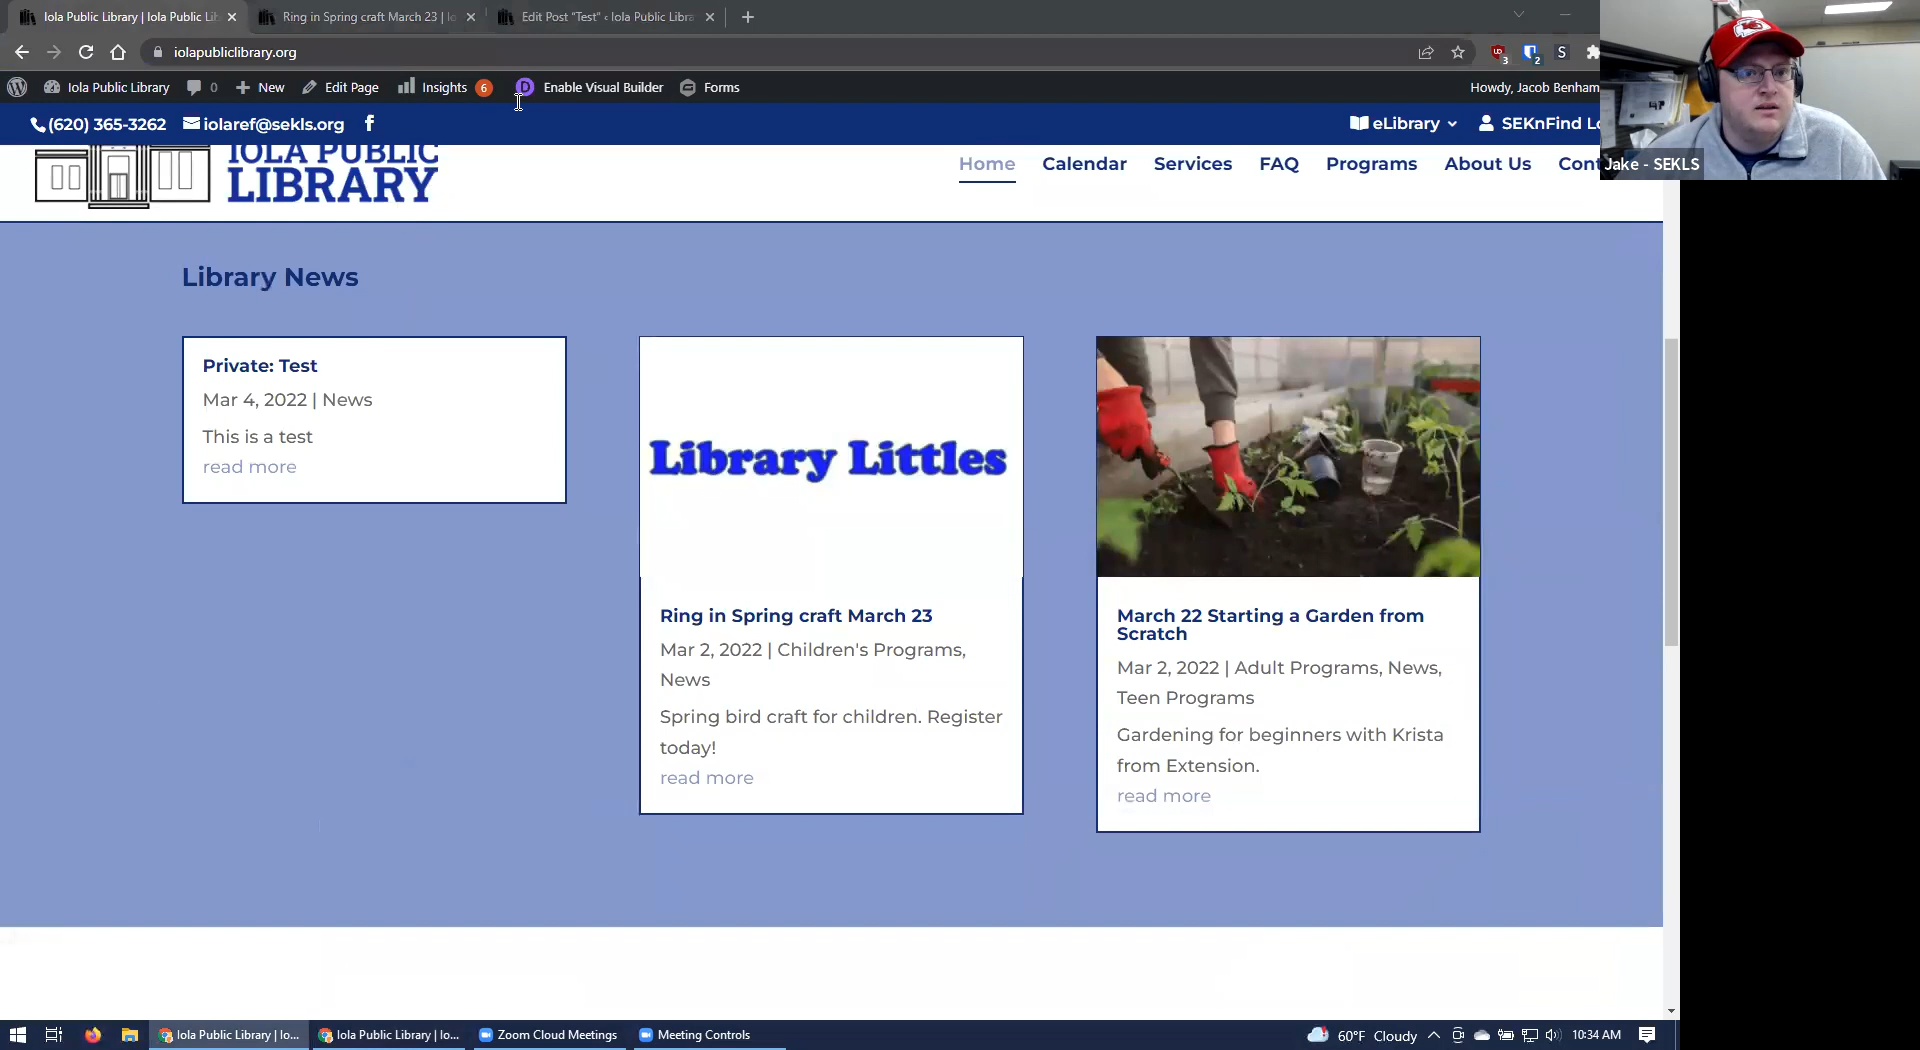 Iola Public Library | Iola Public Lib
Ring in Spring craft March 23 | Io
Edit Post "Test" ‹ Iola Public Libra
iolapubliclibrary.org
3
2
S
Iola Public Library
0
New
Edit Page
Insights
6
D
Enable Visual Builder
Forms
Howdy, Jacob Benham
(620) 365-3262
iolaref@sekls.org
eLibrary
SEKnFind Lo
IOLA PUBLIC
LIBRARY
Home
Calendar
Services
FAQ
Programs
About Us
Cont
Jake - SEKLS
Library News
Private: Test
Mar 4, 2022 | News
This is a test
read more
Library Littles
Ring in Spring craft March 23
Mar 2, 2022 | Children's Programs,
News
Spring bird craft for children. Register
today!
read more
March 22 Starting a Garden from
Scratch
Mar 2, 2022 | Adult Programs, News,
Teen Programs
Gardening for beginners with Krista
from Extension.
read more
Iola Public Library | Io...
Iola Public Library | Io...
Zoom Cloud Meetings
Meeting Controls
60°F Cloudy
10:34 AM